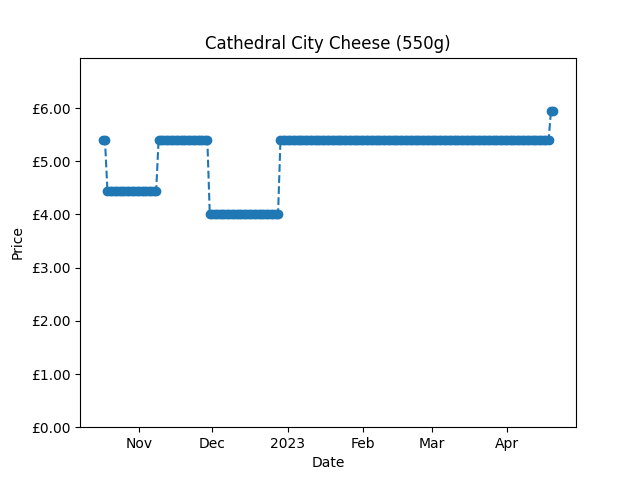 Cathedral City Cheese (550g)
£6.00
£5.00
£4.00
£3.00
£2.00
£1.00
£0.00
Price
Nov Dec 2023 Feb Mar Apr
Date